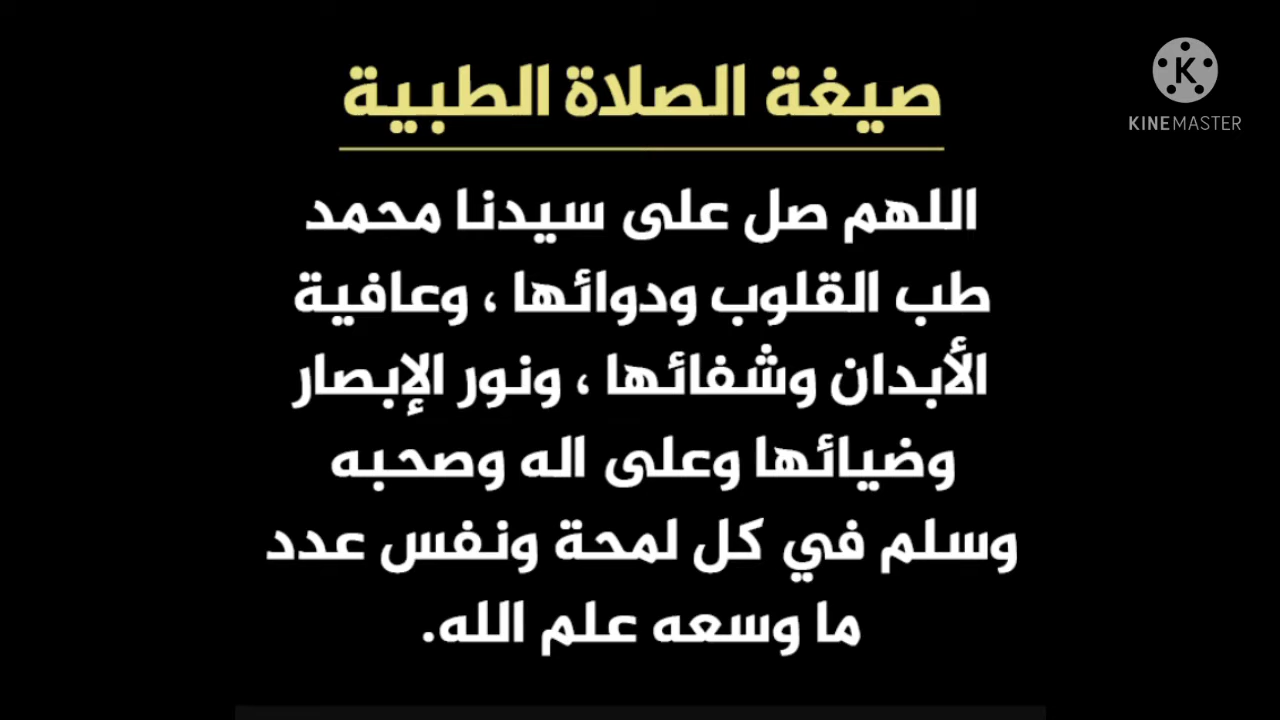 صيغة الصلاة الطبية
KINEMASTER
اللهم صل على سيدنا محمد
طب القلوب ودوائها ، وعافية
الأبدان وشفائها ، ونور الإبصار
وضيائها وعلى اله وصحبه
وسلم في كل لمحة ونفس عدد
ما وسعه علم الله.